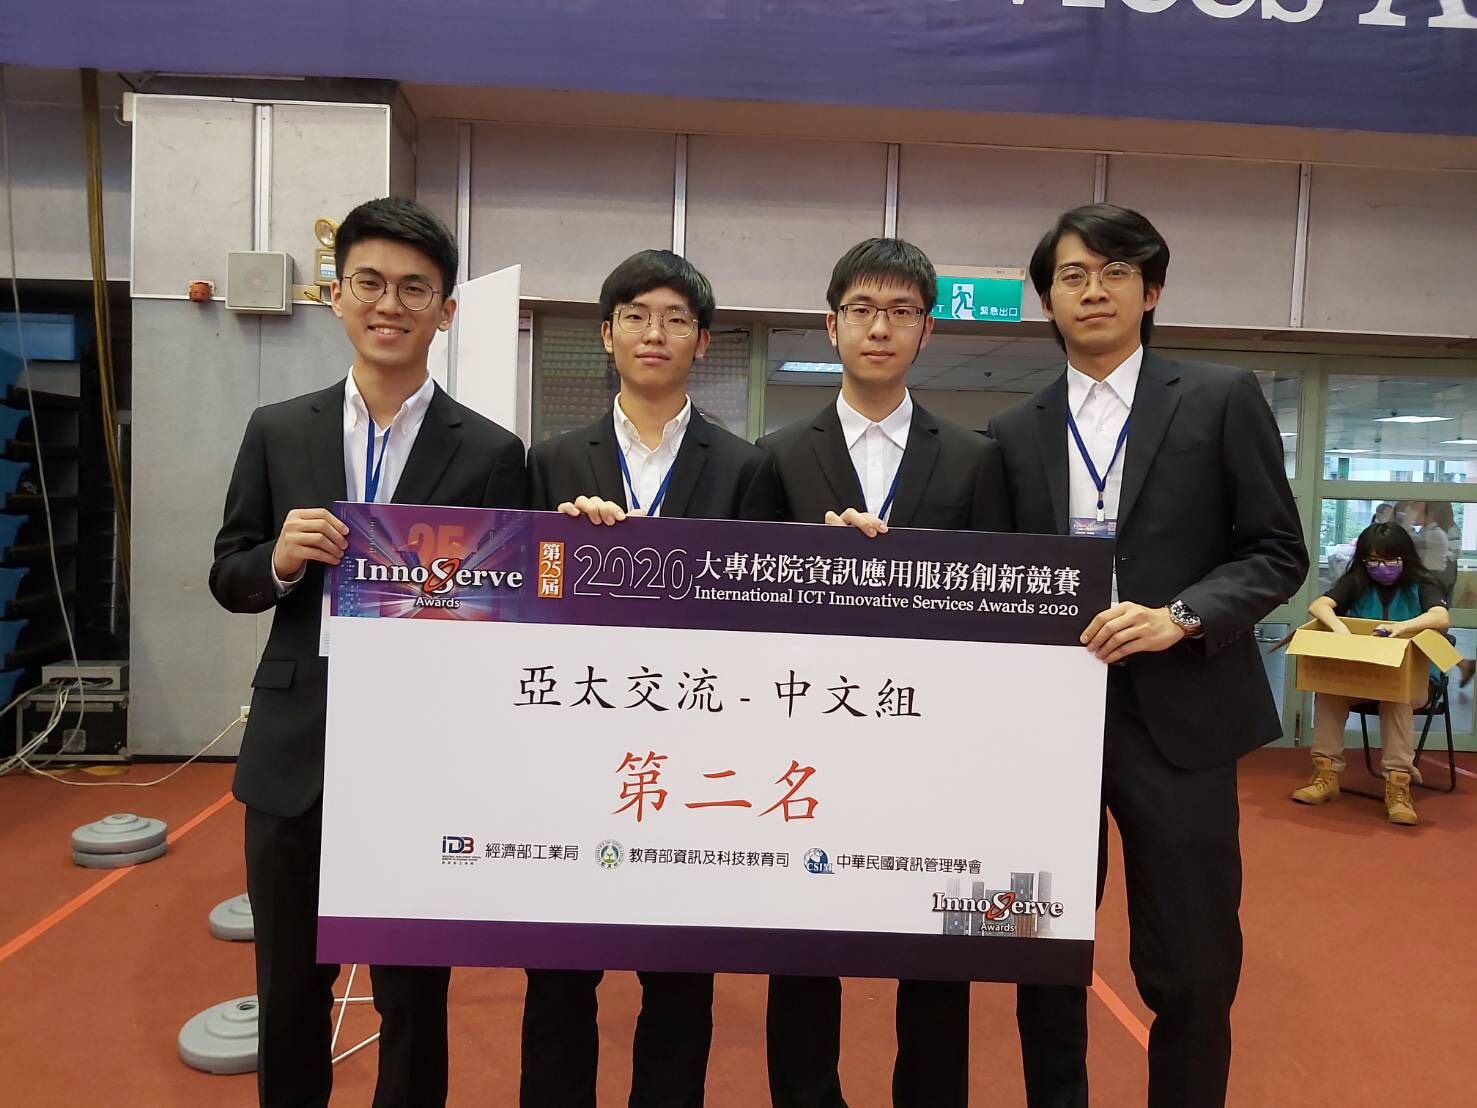 緊急出口
25
InnoServe
Awards
第25屆
2020
大專校院資訊應用服務創新競賽
International ICT Innovative Services Awards 2020
亞太交流 - 中文組
第二名
IDB 經濟部工業局
教育部資訊及科技教育司
CSIM 中華民國資訊管理學會
InnoServe
Awards